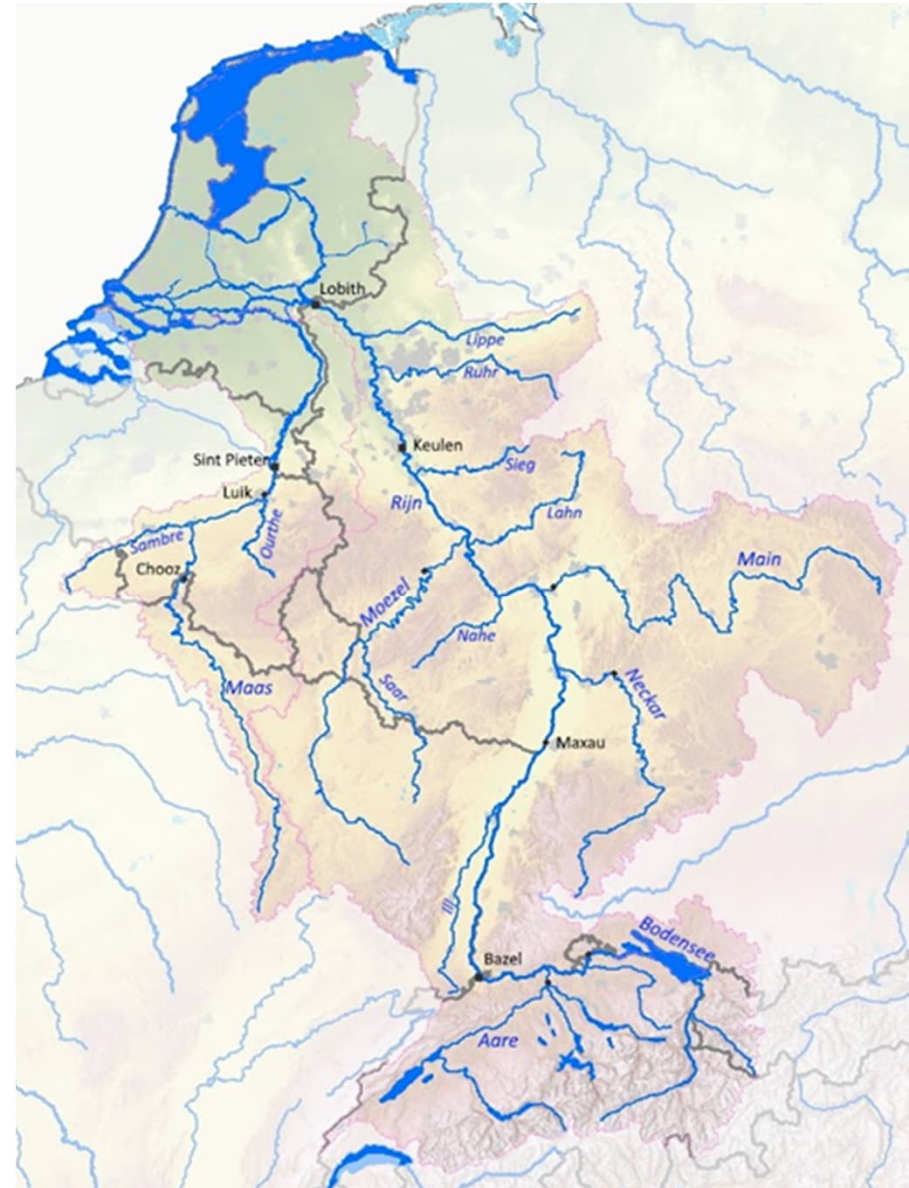 Lobith
Lippe
Ruhr
Keulen
Sint Pieter
Sieg
Luik
Rijn
Lahn
Ourthe
Sambre
Chooz
Main
Moezel
Nahe
Maas
Saar
Neckar
Maxau
Ill
Bodensee
Bazel
Aare